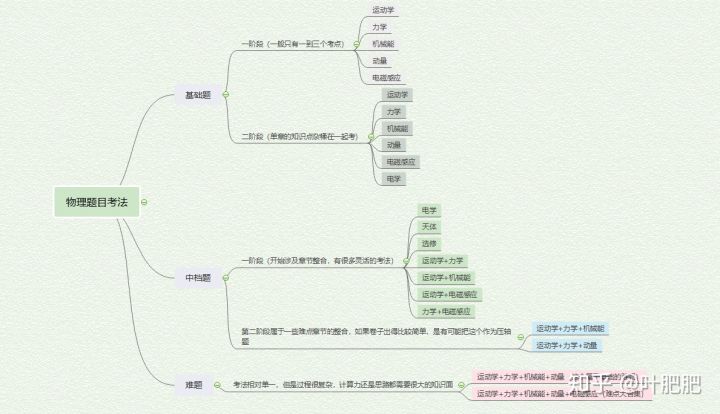 物理题目考法
基础题
一阶段（一般只有一到三个考点）
运动学
力学
机械能
动量
电磁感应
二阶段（单章的知识点杂糅在一起考）
运动学
力学
机械能
动量
电磁感应
电学
中档题
一阶段（开始涉及章节整合，有很多灵活的考法）
电学
天体
选修
运动学+力学
运动学+机械能
运动学+电磁感应
力学+电磁感应
第二阶段属于一些难点章节的整合，如果卷子出得比较简单，是有可能把这个作为压轴
题
运动学+力学+机械能
运动学+力学+动量
难题
考法相对单一，但是过程很复杂，计算力还是思路都需要很大的知识面
运动学+力学+机械能+动量
运动学+力学+机械能+动量+电磁感应（难点大合集）
知乎 @叶肥肥